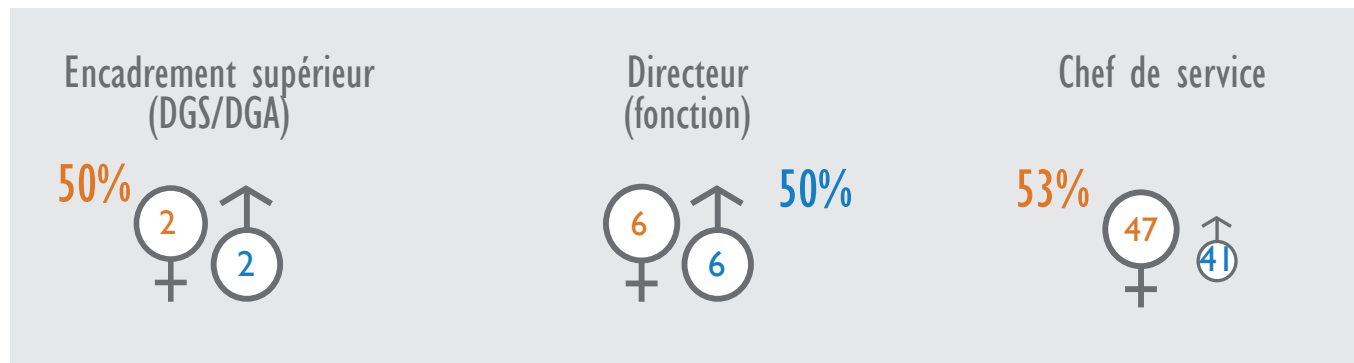 Encadrement supérieur
(DGS/DGA)
50%
2
2
Directeur
(fonction)
6
6
50%
Chef de service
53%
47
41